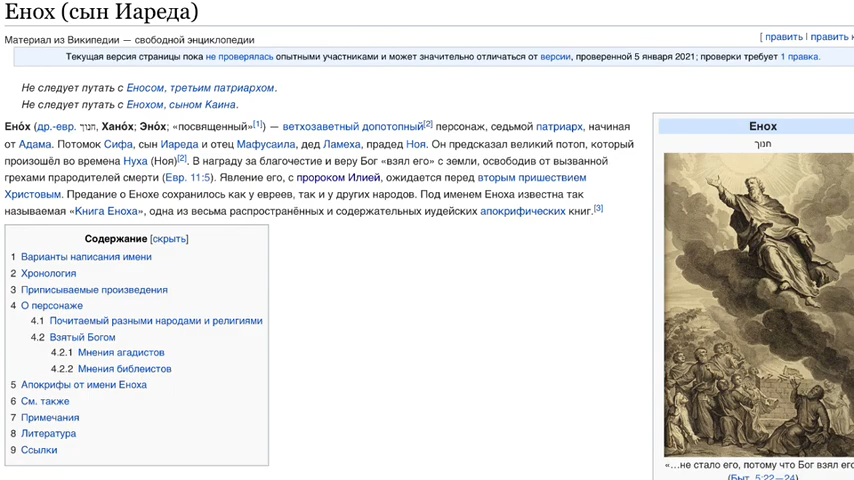 Енох (сын Иареда)
Материал из Википедии — свободной энциклопедии
[ править | править
Текущая версия страницы пока не проверялась опытными участниками и может значительно отличаться от версии, проверенной 5 января 2021; проверки требует 1 правка.
Не следует путать с Еносом, третьим патриархом.
Не следует путать с Енохом, сыном Каина.
Ено́х (др.-евр. חנוך, Хано́х; Эно́х; «посвященный»[1]) — ветхозаветный допотопный[2] персонаж, седьмой патриарх, начиная
от Адама. Потомок Сифа, сын Иареда и отец Мафусаила, дед Ламеха, прадед Ноя. Он предсказал великий потоп, который
произошёл во времена Нуха (Ноя)[2]. В награду за благочестие и веру Бог «взял его» с земли, освободив от вызванной
грехами прародителей смерти (Евр. 11:5). Явление его, с пророком Илией, ожидается перед вторым пришествием
Христовым. Предание о Енохе сохранилось как у евреев, так и у других народов. Под именем Еноха известна так
называемая «Книга Еноха», одна из весьма распространённых и содержательных иудейских апокрифических книг.[3]
Содержание [скрыть]
1 Варианты написания имени
2 Хронология
3 Приписываемые произведения
4 О персонаже
4.1 Почитаемый разными народами и религиями
4.2 Взятый Богом
4.2.1 Мнения агадистов
4.2.2 Мнения библеистов
5 Апокрифы от имени Еноха
6 См. также
7 Примечания
8 Литература
9 Ссылки
Енох
חנוך
«…не стало его, потому что Бог взял его
(Быт. 5:22—24)